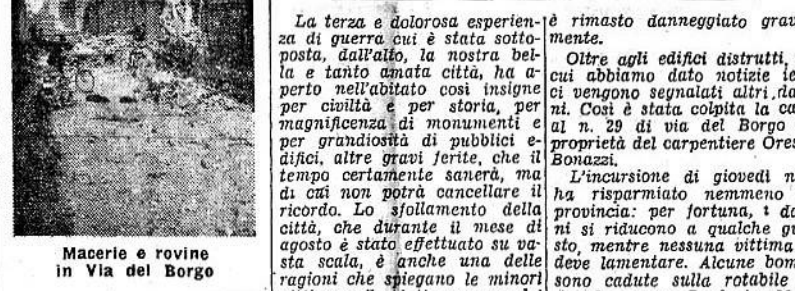 Macerie e rovine
in Via del Borgo
La terza e dolorosa esperien-
za di guerra cui è stata sotto-
posta, dall'alto, la nostra bel-
la e tanto amata città, ha a-
perto nell'abitato così insigne
per civiltà e per storia, per
magnificenza di monumenti e
per grandiosità di pubblici e-
difici, altre gravi ferite, che il
tempo certamente sanerà, ma
di cui non potrà cancellare il
ricordo. Lo sfollamento della
città, che durante il mese di
agosto è stato effettuato su va-
sta scala, è anche una delle
ragioni che spiegano le minori
è rimasto danneggiato grav
mente.
Oltre agli edifici distrutti,
cui abbiamo dato notizie ie
ci vengono segnalati altri da
ni. Così è stata colpita la ca
al n. 29 di via del Borgo
proprietà del carpentiere Ores
Bonazzi.
L'incursione di giovedì n
ha risparmiato nemmeno
provincia: per fortuna, i da
ni si riducono a qualche gu
sto, mentre nessuna vittima
deve lamentare. Alcune bom
sono cadute sulla rotabile